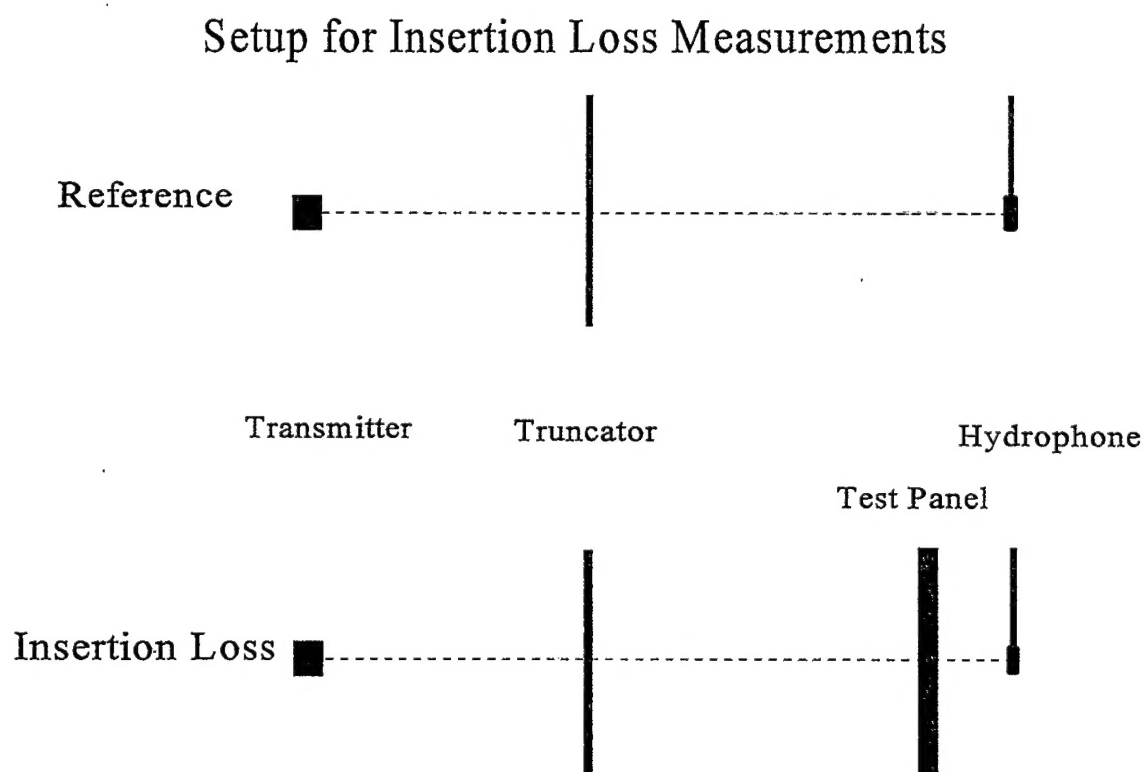 Setup for Insertion Loss Measurements
Reference
Transmitter
Truncator
Hydrophone
Test Panel
Insertion Loss